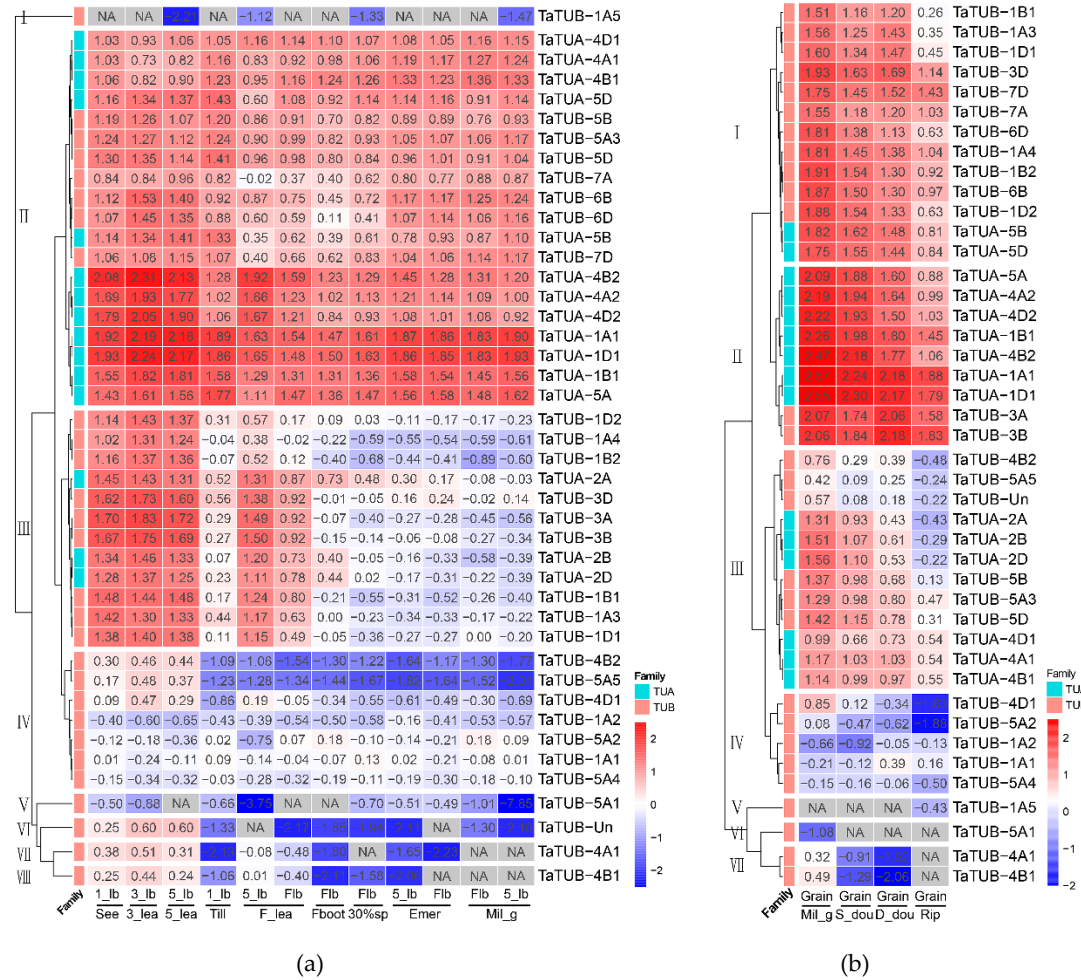 Ⅰ NA NA −2.21 NA −1.12 NA NA −1.33 NA NA NA −1.47 TaTUB-1A5
1.03 0.93 1.06 1.05 1.16 1.14 1.10 1.07 1.08 1.05 1.16 1.15 TaTUA-4D1
1.03 0.73 0.82 1.16 0.83 0.92 0.98 1.06 1.19 1.17 1.27 1.24 TaTUA-4A1
1.06 0.82 0.90 1.23 0.95 1.16 1.24 1.26 1.33 1.23 1.36 1.33 TaTUA-4B1
1.16 1.34 1.37 1.43 0.60 1.08 0.92 1.14 1.14 1.16 0.91 1.14 TaTUA-5D
1.19 1.26 1.07 1.20 0.86 0.91 0.70 0.82 0.89 0.89 0.76 0.93 TaTUB-5B
1.24 1.27 1.12 1.24 0.90 0.99 0.82 0.93 1.05 1.07 1.06 1.17 TaTUB-5A3
1.30 1.35 1.14 1.41 0.96 0.98 0.80 0.84 0.96 1.01 0.91 1.04 TaTUB-5D
0.84 0.84 0.96 0.82 −0.02 0.37 0.40 0.62 0.80 0.77 0.88 0.87 TaTUB-7A
1.12 1.53 1.40 0.92 0.87 0.75 0.45 0.72 1.17 1.17 1.06 1.17 TaTUB-6B
Ⅱ 1.07 1.45 1.35 0.88 0.60 0.59 0.11 0.41 1.07 1.14 1.06 1.16 TaTUB-6D
1.14 1.34 1.41 1.33 0.35 0.62 0.39 0.61 0.78 0.93 0.87 1.10 TaTUA-5B
1.06 1.08 1.15 1.07 0.40 0.66 0.62 0.83 1.04 1.06 1.14 1.17 TaTUB-7D
2.08 2.31 2.13 1.28 1.92 1.59 1.23 1.29 1.45 1.28 1.31 1.20 TaTUA-4B2
1.69 1.93 1.77 1.02 1.66 1.23 1.02 1.13 1.21 1.14 1.09 1.00 TaTUA-4A2
1.79 2.05 1.90 1.06 1.67 1.21 0.84 0.93 1.08 1.01 1.08 0.92 TaTUA-4D2
1.92 2.19 2.18 1.89 1.63 1.54 1.47 1.61 1.87 1.86 1.83 1.90 TaTUA-1A1
1.93 2.24 2.17 1.86 1.65 1.48 1.50 1.63 1.86 1.85 1.83 1.93 TaTUA-1D1
1.55 1.82 1.81 1.58 1.29 1.31 1.31 1.36 1.58 1.54 1.45 1.56 TaTUA-1B1
1.43 1.61 1.56 1.77 1.11 1.47 1.36 1.47 1.56 1.58 1.48 1.62 TaTUA-5A
1.14 1.43 1.37 0.31 0.57 0.17 0.09 0.03 −0.11 −0.17 −0.17 −0.23 TaTUB-1D2
1.02 1.31 1.24 −0.04 0.38 −0.02 −0.22 −0.59 −0.55 −0.54 −0.59 −0.61 TaTUB-1A4
1.16 1.37 1.36 −0.07 0.52 0.12 −0.40 −0.68 −0.44 −0.41 −0.89 −0.60 TaTUB-1B2
1.45 1.43 1.31 0.52 1.31 0.87 0.73 0.48 0.30 0.17 −0.08 −0.03 TaTUA-2A
1.62 1.73 1.60 0.56 1.38 0.92 −0.01 −0.05 0.16 0.24 −0.02 0.14 TaTUB-3D
Ⅲ 1.70 1.83 1.72 0.29 1.49 0.92 −0.07 −0.40 −0.27 −0.28 −0.45 −0.56 TaTUB-3A
1.67 1.75 1.69 0.27 1.50 0.92 −0.15 −0.14 −0.06 −0.08 −0.27 −0.34 TaTUB-3B
1.34 1.46 1.33 0.07 1.20 0.73 0.40 −0.05 −0.16 −0.33 −0.58 −0.39 TaTUA-2B
1.28 1.37 1.25 0.23 1.11 0.78 0.44 0.02 −0.17 −0.31 −0.22 −0.39 TaTUA-2D
1.48 1.44 1.46 0.17 1.24 0.80 −0.16 −0.55 −0.31 −0.52 −0.26 −0.40 TaTUB-1B1
1.42 1.30 1.33 0.44 1.17 0.63 0.00 −0.23 −0.34 −0.33 −0.17 −0.22 TaTUB-1A3
1.38 1.40 1.38 0.11 1.15 0.49 −0.05 −0.36 −0.27 −0.27 0.00 −0.20 TaTUB-1D1
0.30 0.46 0.44 −1.09 −1.06 −1.54 −1.30 −1.22 −1.64 −1.17 −1.30 −1.77 TaTUB-4B2
0.17 0.48 0.37 −1.23 −1.28 −1.34 −1.44 −1.67 −1.82 −1.64 −1.52 TaTUB-5A5
0.09 0.47 0.29 −0.86 0.19 −0.05 −0.34 −0.55 −0.61 −0.49 −0.30 −0.69 TaTUB-4D1
Ⅳ −0.40 −0.60 −0.65 −0.43 −0.39 −0.54 −0.50 −0.58 −0.16 −0.41 −0.53 −0.57 TaTUB-1A2
−0.12 −0.18 −0.36 0.02 −0.75 0.07 0.18 −0.10 −0.14 −0.21 0.18 0.09 TaTUB-5A2
0.01 −0.24 −0.11 0.09 −0.14 −0.04 −0.07 0.13 0.02 −0.21 −0.08 0.01 TaTUB-1A1
−0.15 −0.34 −0.32 −0.03 −0.28 −0.32 −0.19 −0.11 −0.19 −0.30 −0.18 −0.10 TaTUB-5A4
Ⅴ −0.50 −0.88 NA −0.66 −3.75 NA NA −0.70 −0.51 −0.49 −1.01 −7.85 TaTUB-5A1
Ⅵ 0.25 0.60 0.60 −1.33 NA −2.17 −1.85 −1.94 NA −1.30 TaTUB-Un
Ⅶ 0.38 0.51 0.31 −0.08 −0.48 −1.80 NA −1.65 −2.29 NA NA TaTUB-4A1
Ⅷ 0.25 0.44 0.24 −1.06 0.01 −0.40 −1.58 NA NA NA TaTUB-4B1
Family 1_lb 3_lb 5_lb 1_lb 5_lb Flb Flb Flb 5_lb Flb Flb 5_lb
See 3_lea 5_lea Till F_lea Fboot 30%sp Emer Mil_g
Family
TUA
TUB
2
1
0
−1
−2
(a)
1.51 1.16 1.20 0.26 TaTUB-1B1
1.56 1.25 1.43 0.35 TaTUB-1A3
1.60 1.34 1.47 0.45 TaTUB-1D1
1.93 1.63 1.69 1.14 TaTUB-3D
1.75 1.45 1.52 1.43 TaTUB-7D
1.55 1.18 1.20 1.03 TaTUB-7A
Ⅰ 1.81 1.38 1.13 0.63 TaTUB-6D
1.81 1.45 1.38 1.04 TaTUB-1A4
1.91 1.54 1.30 0.92 TaTUB-1B2
1.87 1.50 1.30 0.97 TaTUB-6B
1.88 1.54 1.33 0.63 TaTUB-1D2
1.82 1.62 1.48 0.81 TaTUA-5B
1.75 1.55 1.44 0.84 TaTUA-5D
2.09 1.88 1.60 0.88 TaTUA-5A
2.19 1.94 1.64 0.99 TaTUA-4A2
2.22 1.93 1.50 1.03 TaTUA-4D2
2.26 1.98 1.80 1.45 TaTUA-1B1
Ⅱ 2.47 2.18 1.77 1.06 TaTUA-4B2
2.57 2.24 2.18 1.88 TaTUA-1A1
2.30 2.17 1.79 TaTUA-1D1
2.07 1.74 2.06 1.58 TaTUB-3A
2.06 1.84 2.18 1.83 TaTUB-3B
0.76 0.29 0.39 −0.48 TaTUB-4B2
0.42 0.09 0.25 −0.24 TaTUB-5A5
0.57 0.08 0.18 −0.22 TaTUB-Un
1.31 0.93 0.43 −0.43 TaTUA-2A
1.51 1.07 0.61 −0.29 TaTUA-2B
Ⅲ 1.56 1.10 0.53 −0.22 TaTUA-2D
1.37 0.98 0.68 0.13 TaTUB-5B
1.29 0.98 0.80 0.47 TaTUB-5A3
1.42 1.15 0.78 0.31 TaTUB-5D
0.99 0.66 0.73 0.54 TaTUA-4D1
1.17 1.03 1.03 0.54 TaTUA-4A1
1.14 0.99 0.97 0.55 TaTUA-4B1
0.85 0.12 −0.34 TaTUB-4D1
0.08 −0.47 −0.62 −1.88 TaTUB-5A2
Ⅳ −0.66 −0.92 −0.05 −0.13 TaTUB-1A2
−0.21 −0.12 0.39 0.16 TaTUB-1A1
−0.15 −0.16 −0.06 −0.50 TaTUB-5A4
Ⅴ NA NA NA −0.43 TaTUB-1A5
Ⅵ −1.08 NA NA NA TaTUB-5A1
Ⅶ 0.32 −0.91 NA TaTUB-4A1
0.49 −1.29 −2.06 NA TaTUB-4B1
Family Grain Grain Grain Grain
Mil_g S_dou D_dou Rip
Family
TU
TU
2
1
0
−1
−2
(b)